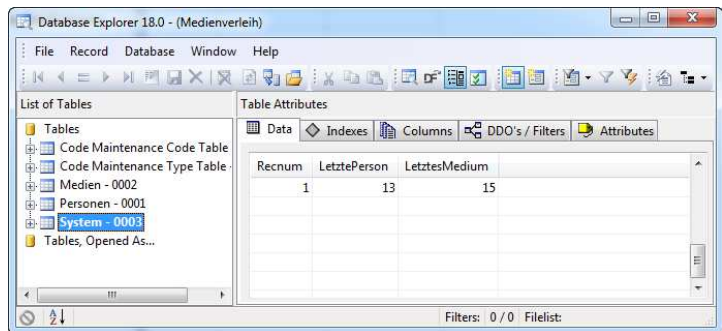 Database Explorer 18.0 - (Medienverleih)
File Record Database Window Help
List of Tables
Table Attributes
Tables
Code Maintenance Code Table
Code Maintenance Type Table
Medien - 0002
Personen - 0001
System - 0003
Tables, Opened As...
Data Indexes Columns DDO's / Filters Attributes
Recnum LetztePerson LetztesMedium
1 13 15
Filters: 0 / 0 Filelist: